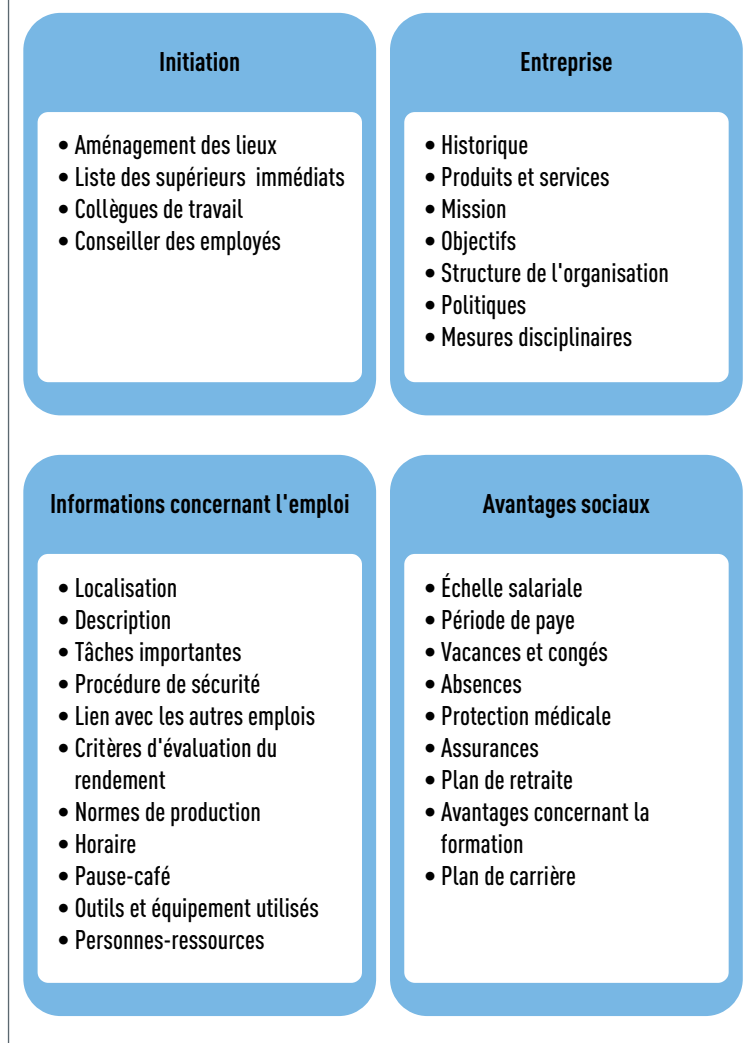 Initiation
• Aménagement des lieux
• Liste des supérieurs immédiats
• Collègues de travail
• Conseiller des employés
Entreprise
• Historique
• Produits et services
• Mission
• Objectifs
• Structure de l'organisation
• Politiques
• Mesures disciplinaires
Informations concernant l'emploi
• Localisation
• Description
• Tâches importantes
• Procédure de sécurité
• Lien avec les autres emplois
• Critères d'évaluation du
rendement
• Normes de production
• Horaire
• Pause-café
• Outils et équipement utilisés
• Personnes-ressources
Avantages sociaux
• Échelle salariale
• Période de paye
• Vacances et congés
• Absences
• Protection médicale
• Assurances
• Plan de retraite
• Avantages concernant la
formation
• Plan de carrière